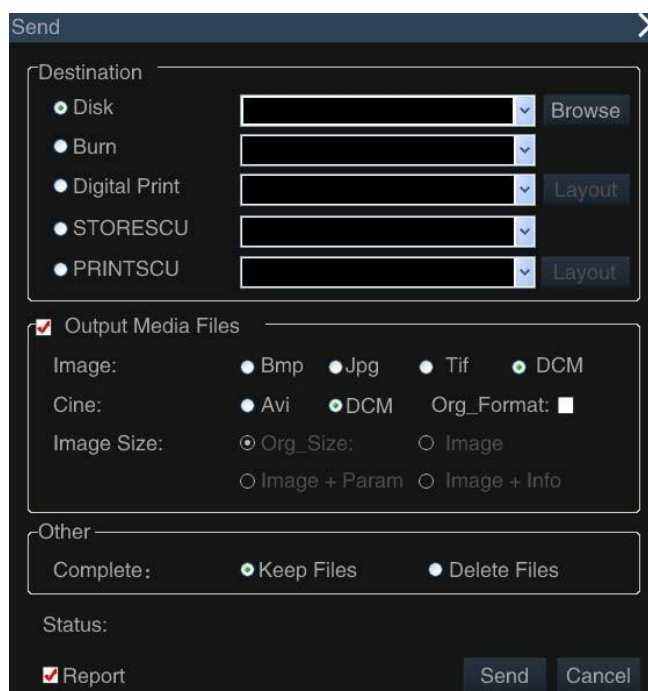 Send
Destination
Disk Browse
Burn
Digital Print Layout
STORESCU
PRINTSCU Layout
Output Media Files
Image: Bmp Jpg Tif DCM
Cine: Avi DCM Org_Format:
Image Size: Org_Size: Image
Image + Param Image + Info
Other
Complete: Keep Files Delete Files
Status:
Report Send Cancel